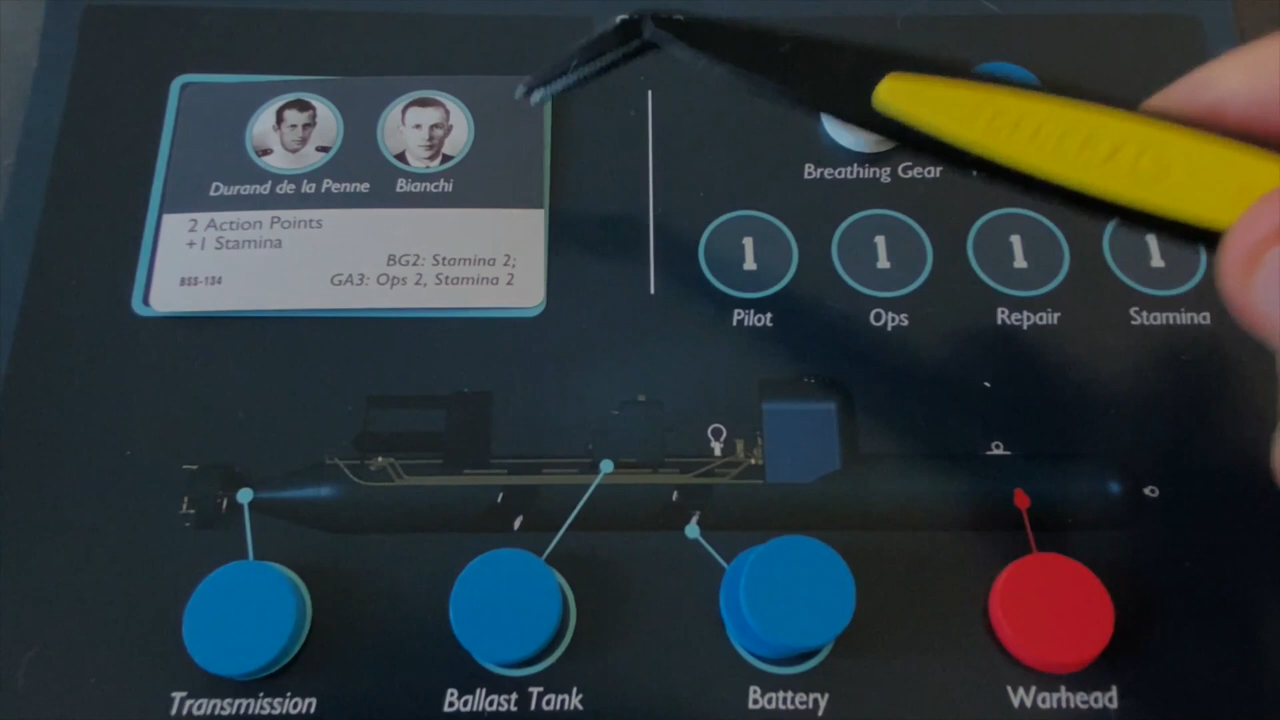 Durand de la Penne
Bianchi
2 Action Points
+1 Stamina
BG2: Stamina 2;
BSS-134
GA3: Ops 2, Stamina 2
Breathing Gear
1
1
1
1
Pilot
Ops
Repair
Stamina
Transmission
Ballast Tank
Battery
Warhead